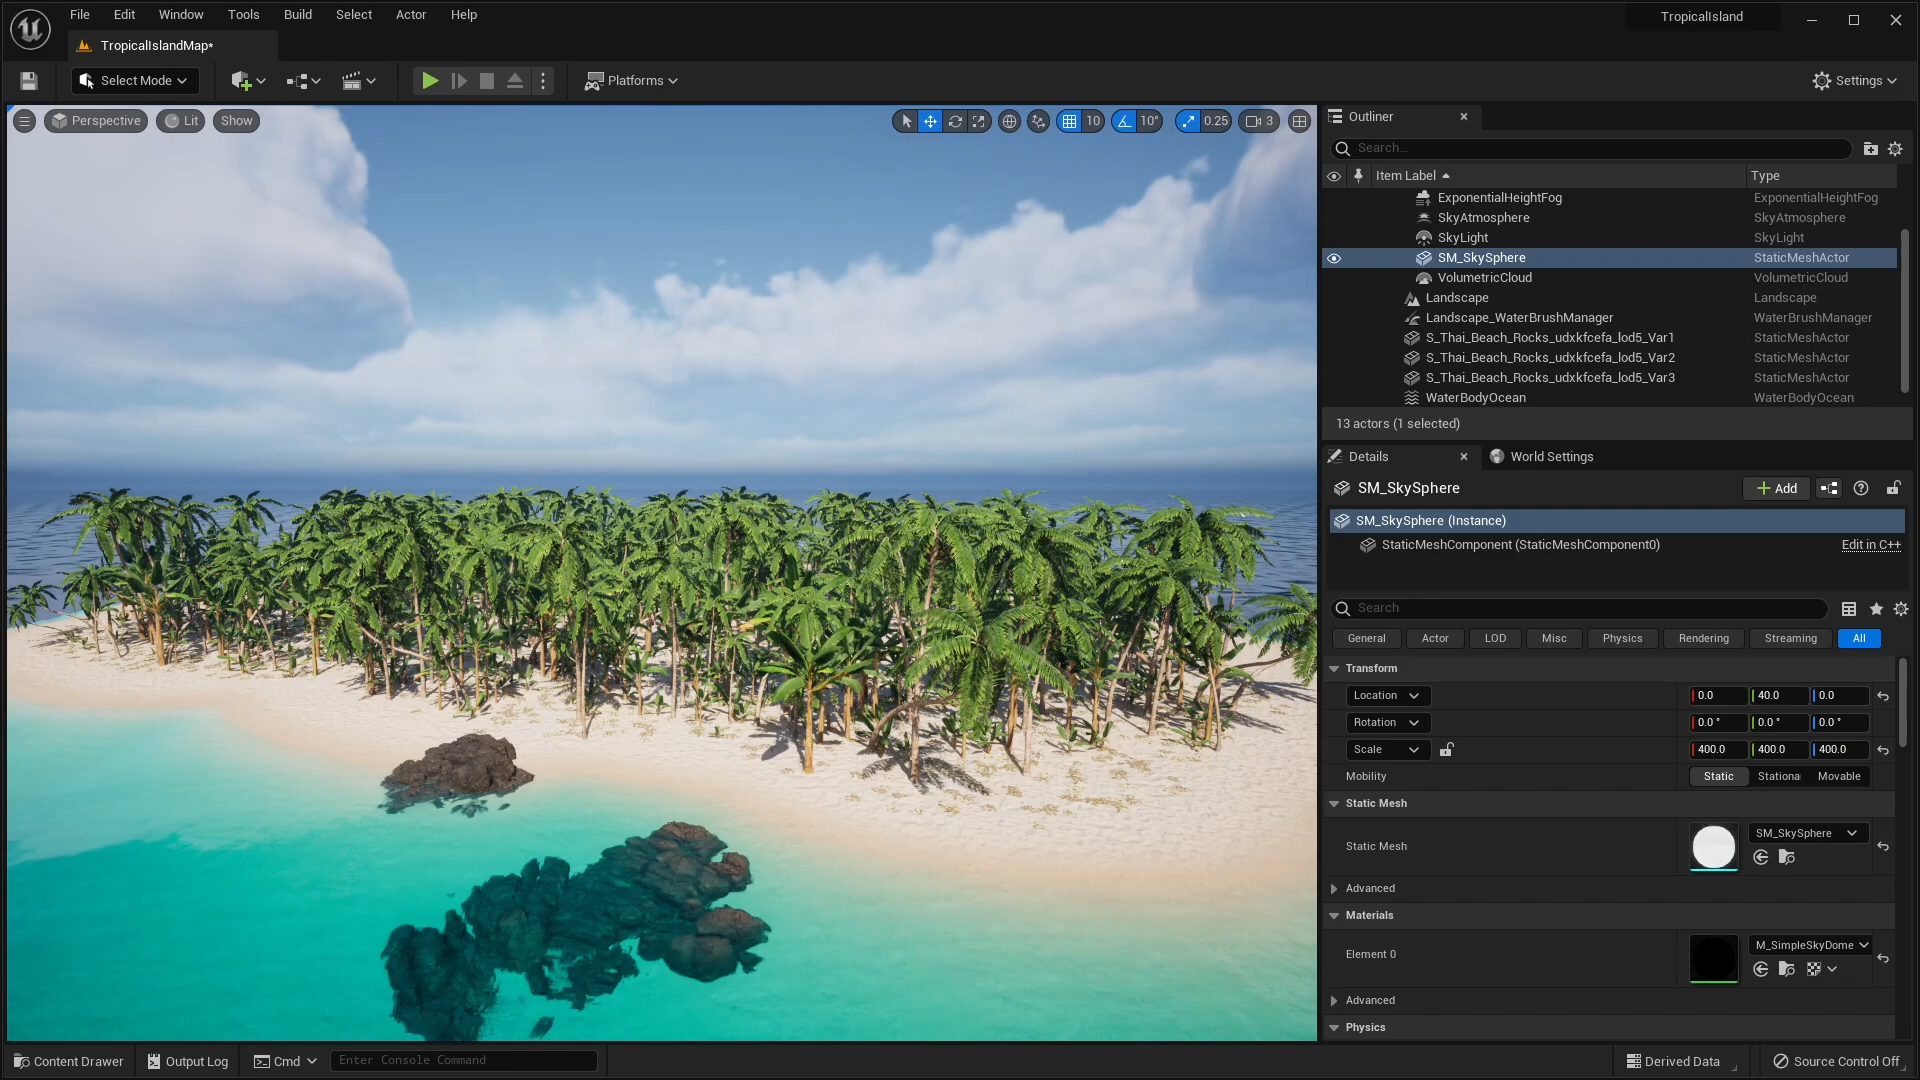 File Edit Window Tools Build Select Actor Help
TropicalIsland
TropicalIslandMap*
Select Mode
Platforms
Settings
Perspective Lit Show
10 10° 0.25 3
Outliner
Search...
Item Label Type
ExponentialHeightFog ExponentialHeightFog
SkyAtmosphere SkyAtmosphere
SkyLight SkyLight
SM_SkySphere StaticMeshActor
VolumetricCloud VolumetricCloud
Landscape Landscape
Landscape_WaterBrushManager WaterBrushManager
S_Thai_Beach_Rocks_udxkfcefa_lod5_Var1 StaticMeshActor
S_Thai_Beach_Rocks_udxkfcefa_lod5_Var2 StaticMeshActor
S_Thai_Beach_Rocks_udxkfcefa_lod5_Var3 StaticMeshActor
WaterBodyOcean WaterBodyOcean
13 actors (1 selected)
Details World Settings
SM_SkySphere Add
SM_SkySphere (Instance)
StaticMeshComponent (StaticMeshComponent0) Edit in C++
Search
General Actor LOD Misc Physics Rendering Streaming All
Transform
Location 0.0 40.0 0.0
Rotation 0.0 ° 0.0 ° 0.0 °
Scale 400.0 400.0 400.0
Mobility Static Stationa Movable
Static Mesh
Static Mesh SM_SkySphere
Advanced
Materials
Element 0 M_SimpleSkyDome
Advanced
Physics
Content Drawer Output Log Cmd Enter Console Command Derived Data Source Control Off